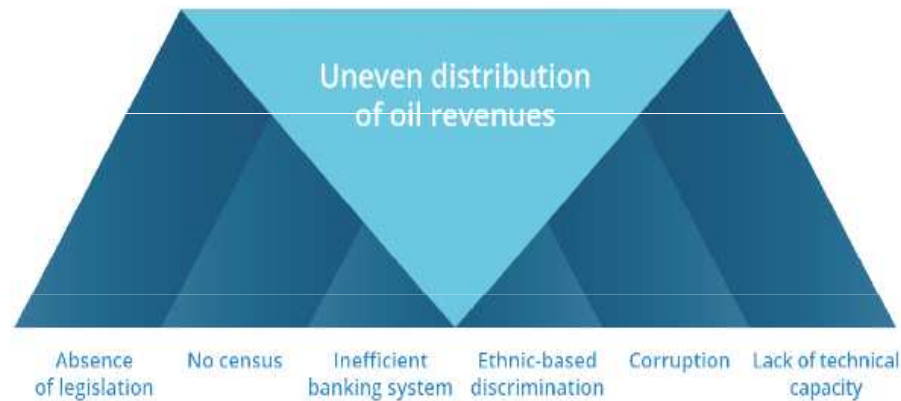 Uneven distribution
of oil revenues
Absence
of legislation
No census
Inefficient
banking system
Ethnic-based
discrimination
Corruption
Lack of technical
capacity